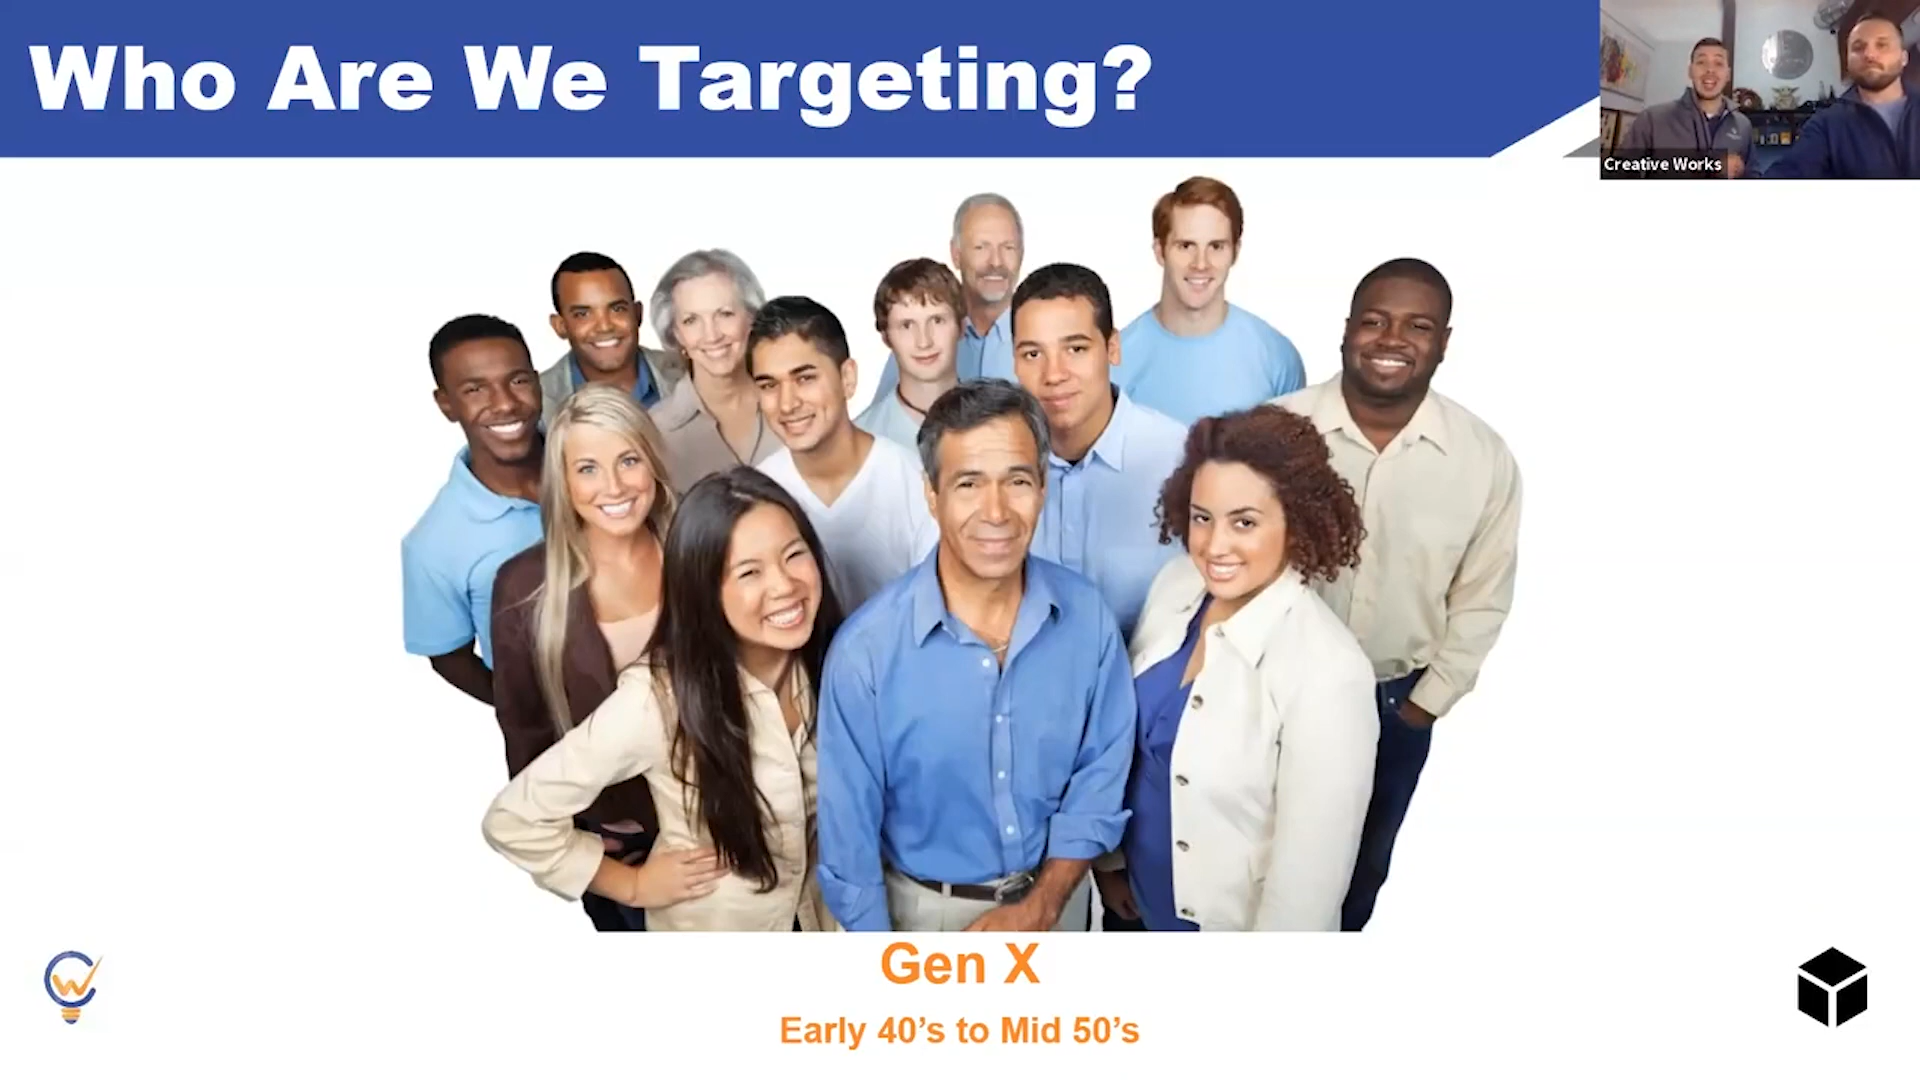 Who Are We Targeting?
Creative Works
Gen X
Early 40’s to Mid 50’s